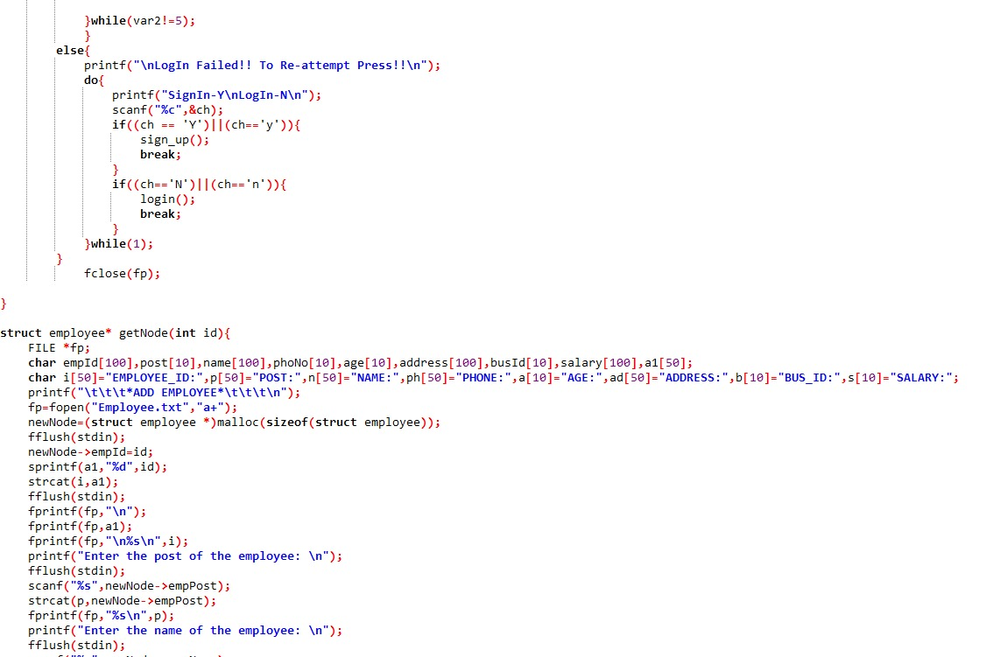 }while(var2!=5);
}
else{
printf("\nLogIn Failed!! To Re-attempt Press!!\n");
do{
printf("SignIn-Y\nLogIn-N\n");
scanf("%c",&ch);
if((ch == 'Y')||(ch=='y')){
sign_up();
break;
}
if((ch=='N')||(ch=='n')){
login();
break;
}
}while(1);
}
fclose(fp);
}
struct employee* getNode(int id){
FILE *fp;
char empId[100],post[10],name[100],phoNo[10],age[10],address[100],busId[10],salary[100],a1[50];
char i[50]="EMPLOYEE_ID:",p[50]="POST:",n[50]="NAME:",ph[50]="PHONE:",a[10]="AGE:",ad[50]="ADDRESS:",b[10]="BUS_ID:",s[10]="SALARY:";
printf("\t\t\t*ADD EMPLOYEE*\t\t\t\n");
fp=fopen("Employee.txt","a+");
newNode=(struct employee *)malloc(sizeof(struct employee));
fflush(stdin);
newNode->empId=id;
sprintf(a1,"%d",id);
strcat(i,a1);
fflush(stdin);
fprintf(fp,"\n");
fprintf(fp,a1);
fprintf(fp,"\n%s\n",i);
printf("Enter the post of the employee: \n");
fflush(stdin);
scanf("%s",newNode->empPost);
strcat(p,newNode->empPost);
fprintf(fp,"%s\n",p);
printf("Enter the name of the employee: \n");
fflush(stdin);